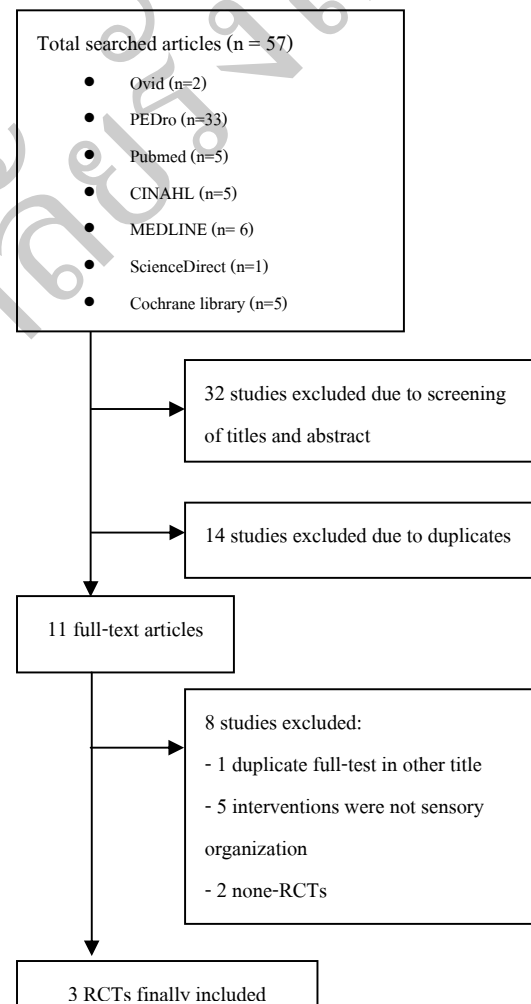 Total searched articles (n = 57)
● Ovid (n=2)
● PEDro (n=33)
● Pubmed (n=5)
● CINAHL (n=5)
● MEDLINE (n= 6)
● ScienceDirect (n=1)
● Cochrane library (n=5)
32 studies excluded due to screening
of titles and abstract
14 studies excluded due to duplicates
11 full-text articles
8 studies excluded:
- 1 duplicate full-test in other title
- 5 interventions were not sensory
organization
- 2 none-RCTs
3 RCTs finally included